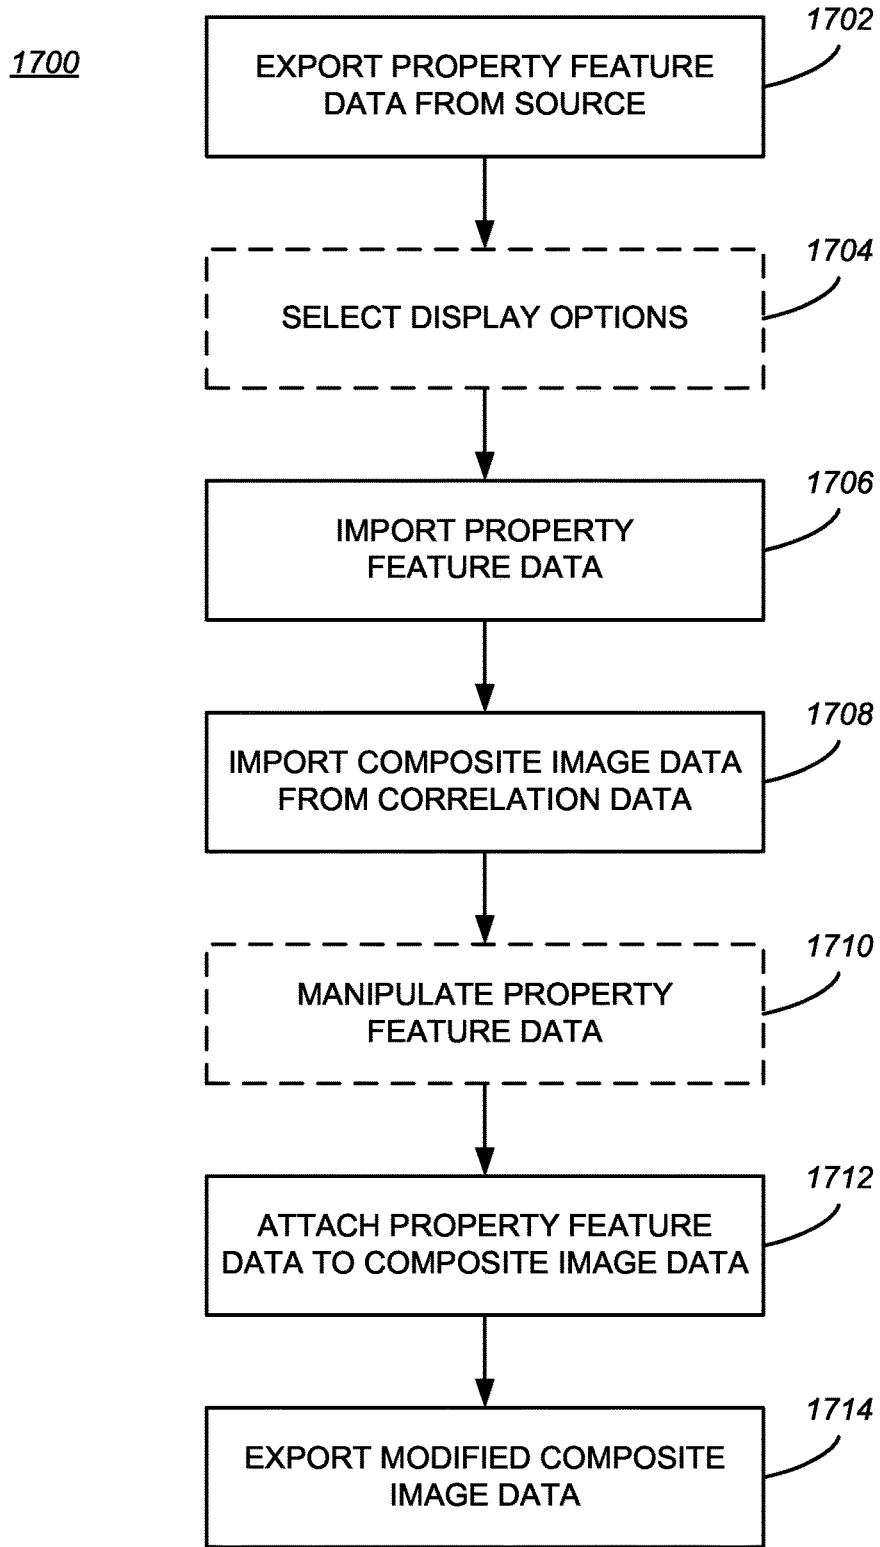 1700
1702
EXPORT PROPERTY FEATURE
DATA FROM SOURCE
1704
SELECT DISPLAY OPTIONS
1706
IMPORT PROPERTY
FEATURE DATA
1708
IMPORT COMPOSITE IMAGE DATA
FROM CORRELATION DATA
1710
MANIPULATE PROPERTY
FEATURE DATA
1712
ATTACH PROPERTY FEATURE
DATA TO COMPOSITE IMAGE DATA
1714
EXPORT MODIFIED COMPOSITE
IMAGE DATA